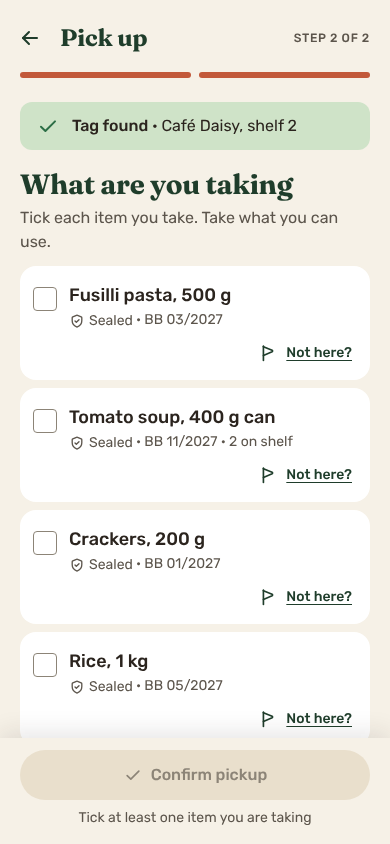 Pick up
STEP 2 OF 2
Tag found • Café Daisy, shelf 2
What are you taking
Tick each item you take. Take what you can
use.
Fusilli pasta, 500 g
Sealed • BB 03/2027
Not here?
Tomato soup, 400 g can
Sealed • BB 11/2027 • 2 on shelf
Not here?
Crackers, 200 g
Sealed • BB 01/2027
Not here?
Rice, 1 kg
Sealed • BB 05/2027
Not here?
Confirm pickup
Tick at least one item you are taking